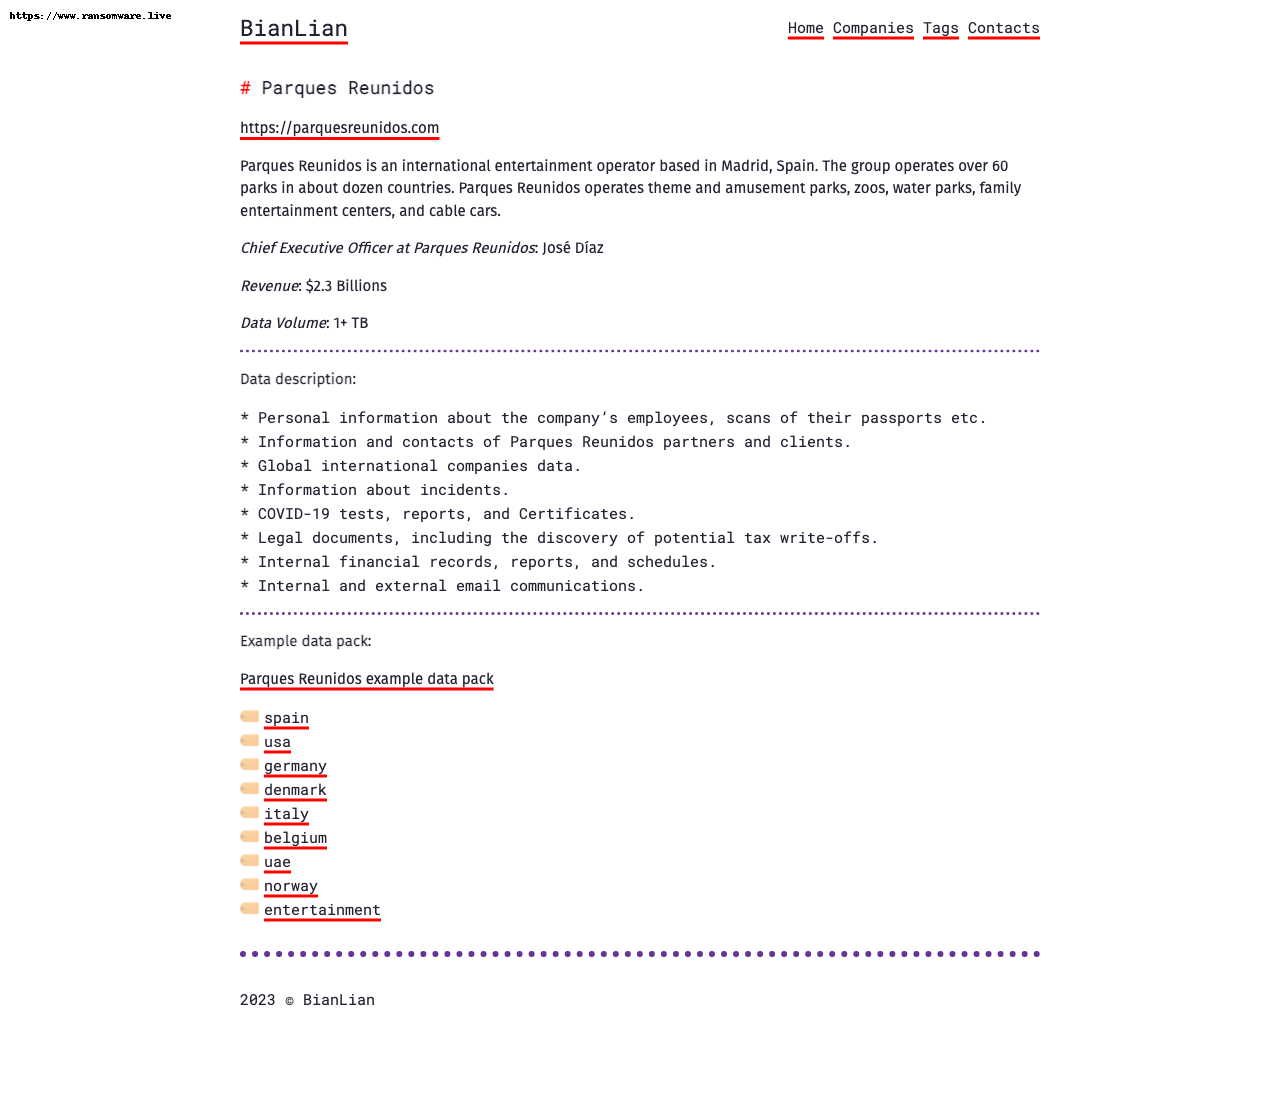 https://www.ransomware.live
BianLian
Home Companies Tags Contacts
# Parques Reunidos
https://parquesreunidos.com
Parques Reunidos is an international entertainment operator based in Madrid, Spain. The group operates over 60
parks in about dozen countries. Parques Reunidos operates theme and amusement parks, zoos, water parks, family
entertainment centers, and cable cars.
Chief Executive Officer at Parques Reunidos: José Díaz
Revenue: $2.3 Billions
Data Volume: 1+ TB
Data description:
* Personal information about the company’s employees, scans of their passports etc.
* Information and contacts of Parques Reunidos partners and clients.
* Global international companies data.
* Information about incidents.
* COVID-19 tests, reports, and Certificates.
* Legal documents, including the discovery of potential tax write-offs.
* Internal financial records, reports, and schedules.
* Internal and external email communications.
Example data pack:
Parques Reunidos example data pack
spain
usa
germany
denmark
italy
belgium
uae
norway
entertainment
2023 © BianLian